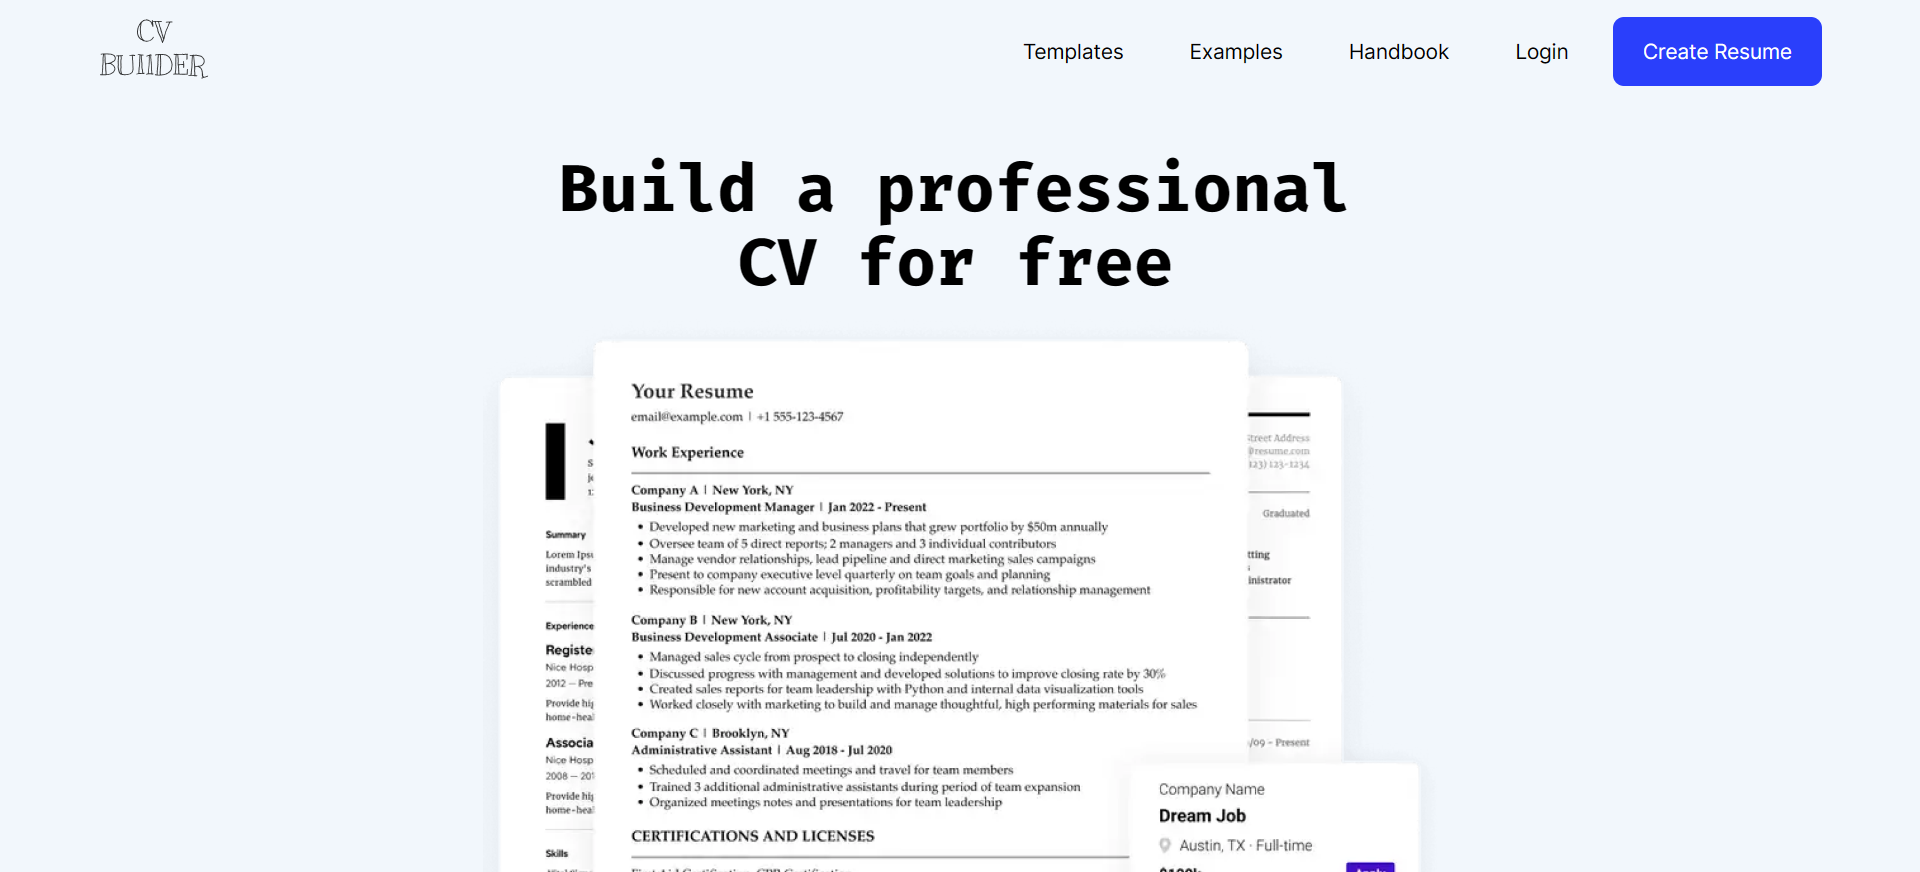 CV
BUIIDER
Templates
Examples
Handbook
Login
Create Resume
Build a professional
CV for free
Your Resume
email@example.com | +1 555-123-4567
Work Experience
Company A | New York, NY
Business Development Manager | Jan 2022 - Present
• Developed new marketing and business plans that grew portfolio by $50m annually
• Oversee team of 5 direct reports; 2 managers and 3 individual contributors
• Manage vendor relationships, lead pipeline and direct marketing sales campaigns
• Present to company executive level quarterly on team goals and planning
• Responsible for new account acquisition, profitability targets, and relationship management
Company B | New York, NY
Business Development Associate | Jul 2020 - Jan 2022
• Managed sales cycle from prospect to closing independently
• Discussed progress with management and developed solutions to improve closing rate by 30%
• Created sales reports for team leadership with Python and internal data visualization tools
• Worked closely with marketing to build and manage thoughtful, high performing materials for sales
Company C | Brooklyn, NY
Administrative Assistant | Aug 2018 - Jul 2020
• Scheduled and coordinated meetings and travel for team members
• Trained 3 additional administrative assistants during period of team expansion
• Organized meetings notes and presentations for team leadership
CERTIFICATIONS AND LICENSES
Summary
Lorem Ipsu
industry's
scrambled
Experience
Registe
Nice Hosp
2012 – Pre
Provide hig
home-heal
Associa
Nice Hosp
2008 – 201
Provide hig
home-heal
Skills
Street Address
@resume.com
123) 123-1234
Graduated
tting
inistrator
/09 - Present
Company Name
Dream Job
Austin, TX · Full-time